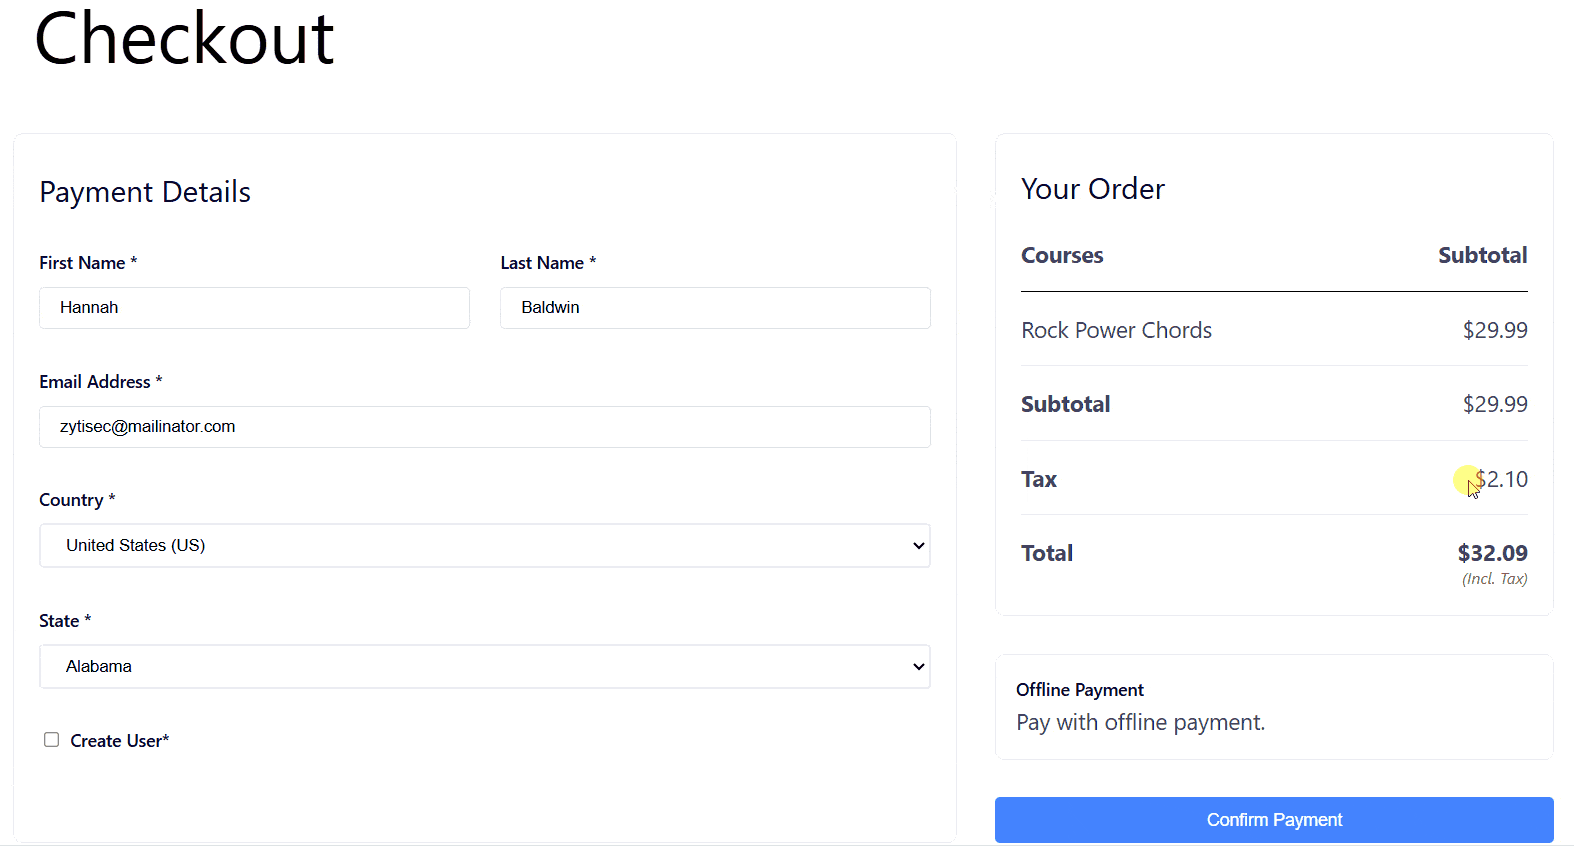 Checkout
Payment Details
First Name *
Last Name *
Hannah
Baldwin
Email Address *
zytisec@mailinator.com
Country *
United States (US)
State *
Alabama
Create User*
Your Order
Courses Subtotal
Rock Power Chords $29.99
Subtotal $29.99
Tax $2.10
Total $32.09
(Incl. Tax)
Offline Payment
Pay with offline payment.
Confirm Payment